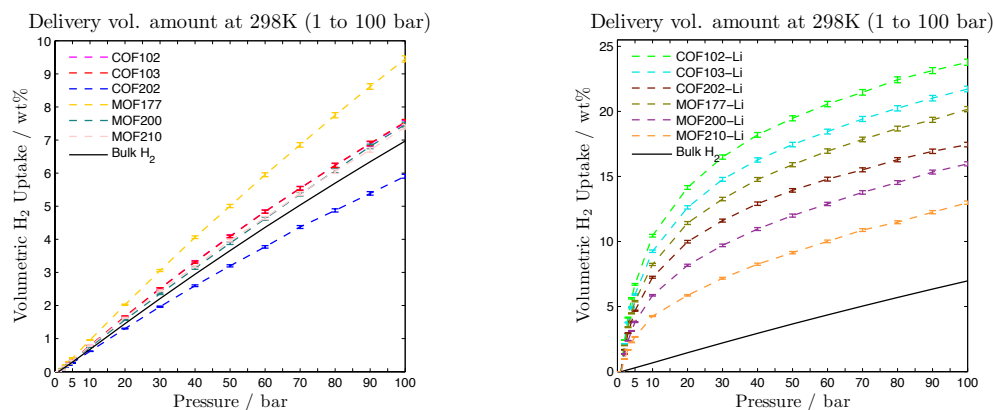 Delivery vol. amount at 298K (1 to 100 bar)
Volumetric H2 Uptake / wt%
10
9
8
7
6
5
4
3
2
1
0
COF102
COF103
COF202
MOF177
MOF200
MOF210
Bulk H2
0 5 10 20 30 40 50 60 70 80 90 100
Pressure / bar
Delivery vol. amount at 298K (1 to 100 bar)
Volumetric H2 Uptake / wt%
25
20
15
10
5
0
COF102-Li
COF103-Li
COF202-Li
MOF177-Li
MOF200-Li
MOF210-Li
Bulk H2
0 5 10 20 30 40 50 60 70 80 90 100
Pressure / bar